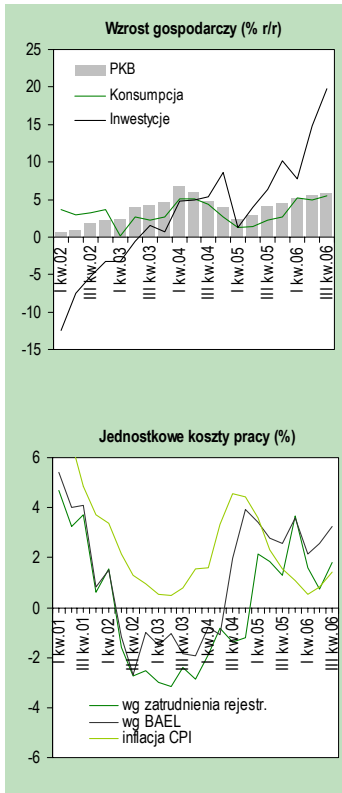 Wzrost gospodarczy (% r/r)
25
20
15
10
5
0
-5
-10
-15
PKB
Konsumpcja
Inwestycje
I kw.02
III kw.02
I kw.03
III kw.03
I kw.04
III kw.04
I kw.05
III kw.05
I kw.06
III kw.06
Jednostkowe koszty pracy (%)
6
4
2
0
-2
-4
-6
I kw.01
III kw.01
I kw.02
III kw.02
I kw.03
III kw.03
I kw.04
III kw.04
I kw.05
III kw.05
I kw.06
III kw.06
wg zatrudnienia rejestr.
wg BAEL
inflacja CPI